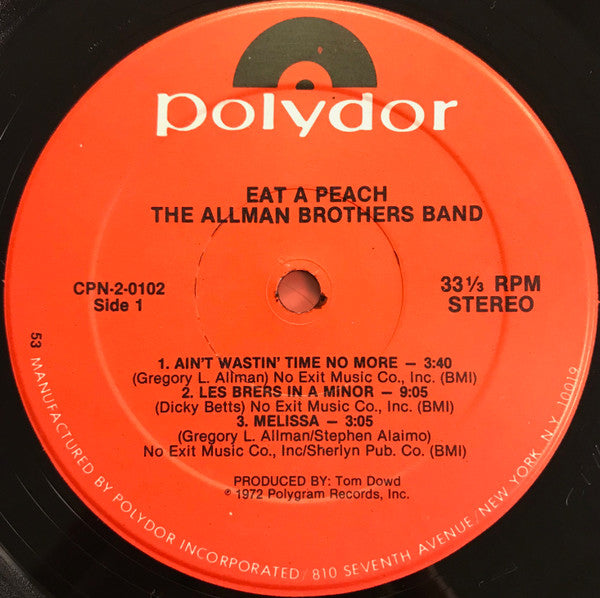 polydor
EAT A PEACH
THE ALLMAN BROTHERS BAND
CPN-2-0102
Side 1
33 1/3 RPM
STEREO
1. AIN'T WASTIN' TIME NO MORE — 3:40
(Gregory L. Allman) No Exit Music Co., Inc. (BMI)
2. LES BRERS IN A MiNOR — 9:05
(Dicky Betts) No Exit Music Co., Inc. (BMI)
3. MELISSA — 3:05
(Gregory L. Allman/Stephen Alaimo)
No Exit Music Co., Inc/Sherlyn Pub. Co. (BMI)
PRODUCED BY: Tom Dowd
℗ 1972 Polygram Records, Inc.
53 MANUFACTURED BY POLYDOR INCORPORATED / 810 SEVENTH AVENUE / NEW YORK, N.Y. 10019